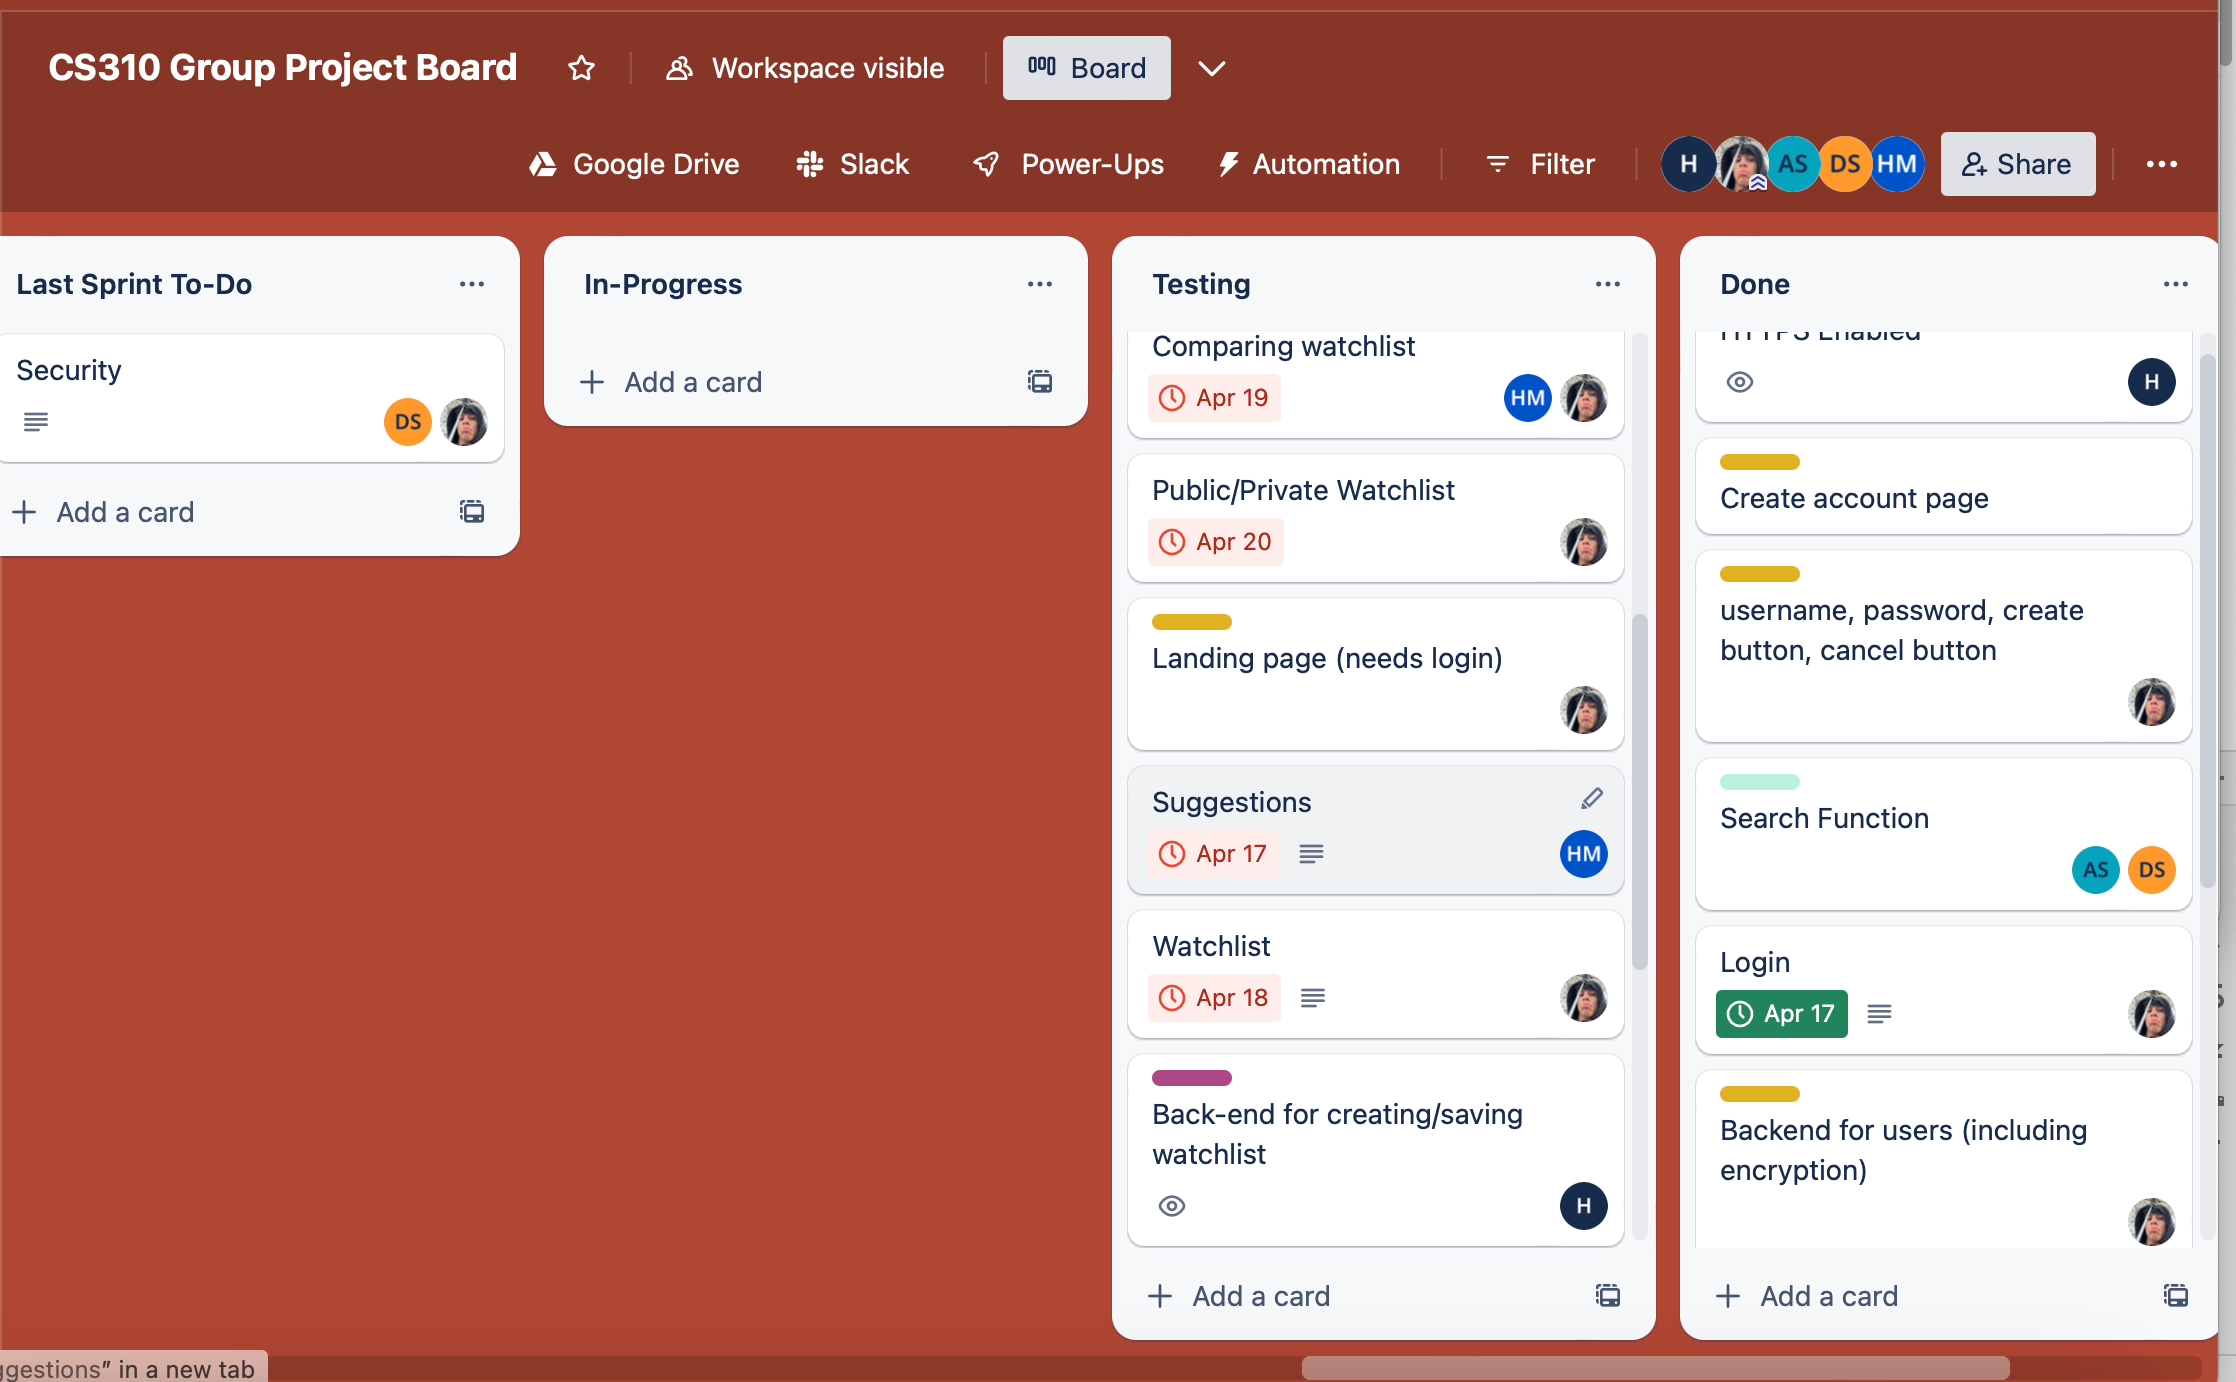 CS310 Group Project Board
Workspace visible
Board
Google Drive
Slack
Power-Ups
Automation
Filter
H
AS
DS
HM
Share
Last Sprint To-Do
Security
DS
Add a card
In-Progress
Add a card
Testing
Comparing watchlist
Apr 19
HM
Public/Private Watchlist
Apr 20
Landing page (needs login)
Suggestions
Apr 17
HM
Watchlist
Apr 18
Back-end for creating/saving
watchlist
H
Add a card
Done
HTTPS Enabled
H
Create account page
username, password, create
button, cancel button
Search Function
AS
DS
Login
Apr 17
Backend for users (including
encryption)
Add a card
ggestions” in a new tab